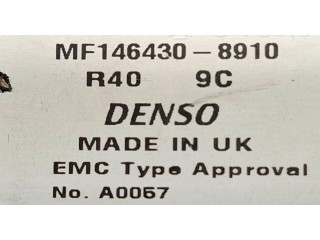 MF146430-8910
R40 9C
DENSO
MADE IN UK
EMC Type Approval
No. A0057